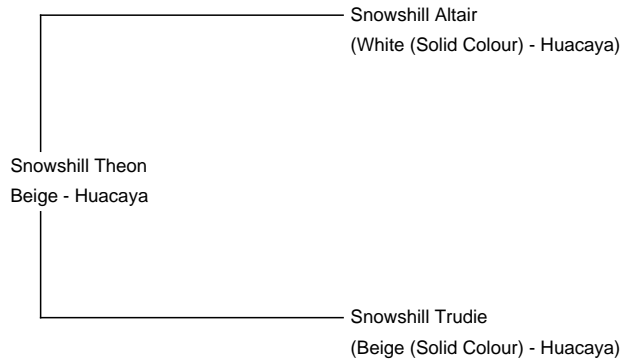 Snowshill Altair
(White (Solid Colour) - Huacaya)
Snowshill Theon
Beige - Huacaya
Snowshill Trudie
(Beige (Solid Colour) - Huacaya)